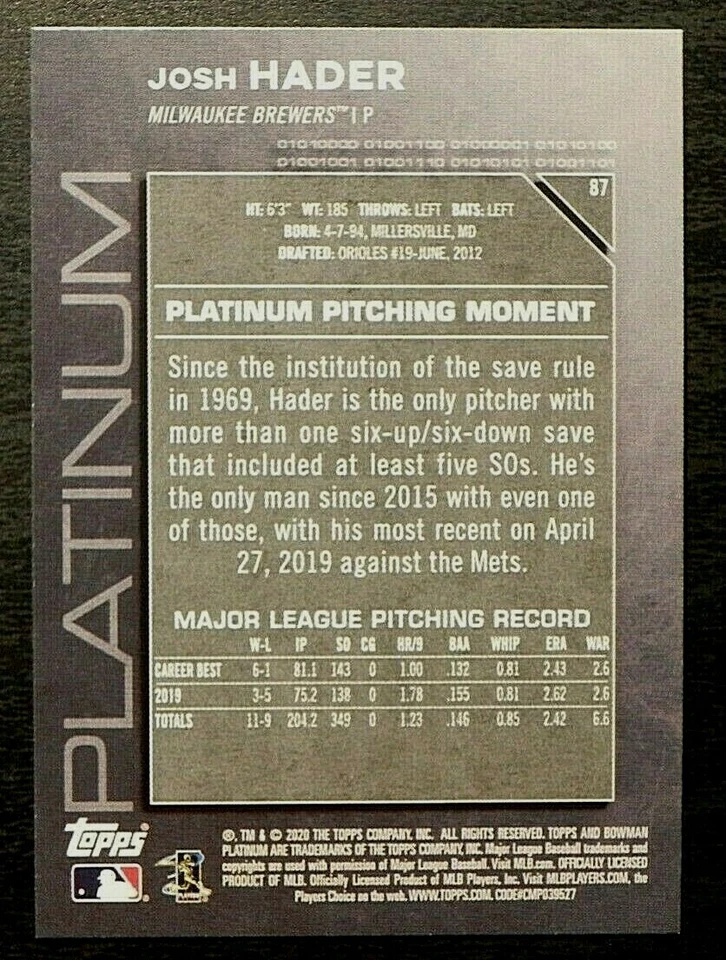 JOSH HADER
MILWAUKEE BREWERS™ | P
01010000 01001100 01000001 01010100
01001001 01001110 01010101 01001101
87
PLATINUM
HT: 6'3" WT: 185 THROWS: LEFT BATS: LEFT
BORN: 4-7-94, MILLERSVILLE, MD
DRAFTED: ORIOLES #19-JUNE, 2012
PLATINUM PITCHING MOMENT
Since the institution of the save rule
in 1969, Hader is the only pitcher with
more than one six-up/six-down save
that included at least five SOs. He's
the only man since 2015 with even one
of those, with his most recent on April
27, 2019 against the Mets.
MAJOR LEAGUE PITCHING RECORD
W-L IP SO CG HR/9 BAA WHIP ERA WAR
CAREER BEST 6-1 81.1 143 0 1.00 .132 0.81 2.43 2.6
2019 3-5 75.2 138 0 1.78 .155 0.81 2.62 2.6
TOTALS 11-9 204.2 349 0 1.23 .146 0.85 2.42 6.6
topps
®, TM & © 2020 THE TOPPS COMPANY, INC. ALL RIGHTS RESERVED. TOPPS AND BOWMAN
PLATINUM ARE TRADEMARKS OF THE TOPPS COMPANY, INC. Major League Baseball trademarks and
copyrights are used with permission of Major League Baseball. Visit MLB.com. OFFICIALLY LICENSED
PRODUCT OF MLB. Officially Licensed Product of MLB Players, Inc. Visit MLBPLAYERS.COM, the
Players Choice on the web. WWW.TOPPS.COM. CODE#CMP039527